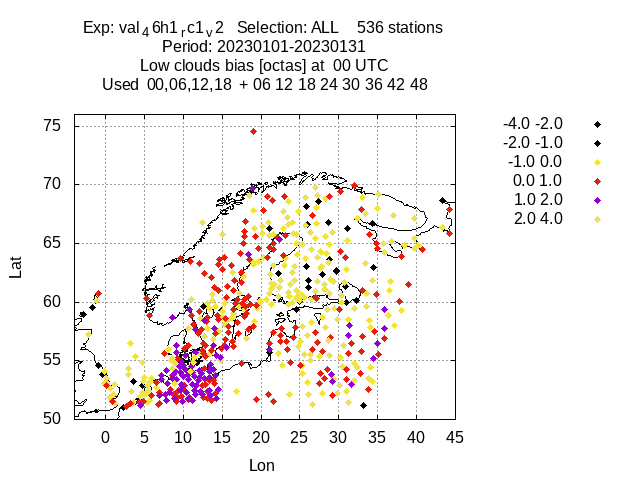 Exp: val₄6h1ᵣc1ᵥ2 Selection: ALL 536 stations
Period: 20230101-20230131
Low clouds bias [octas] at 00 UTC
Used 00,06,12,18 + 06 12 18 24 30 36 42 48
-4.0 -2.0
-2.0 -1.0
-1.0 0.0
0.0 1.0
1.0 2.0
2.0 4.0
75
70
65
60
55
50
Lat
0 5 10 15 20 25 30 35 40 45
Lon